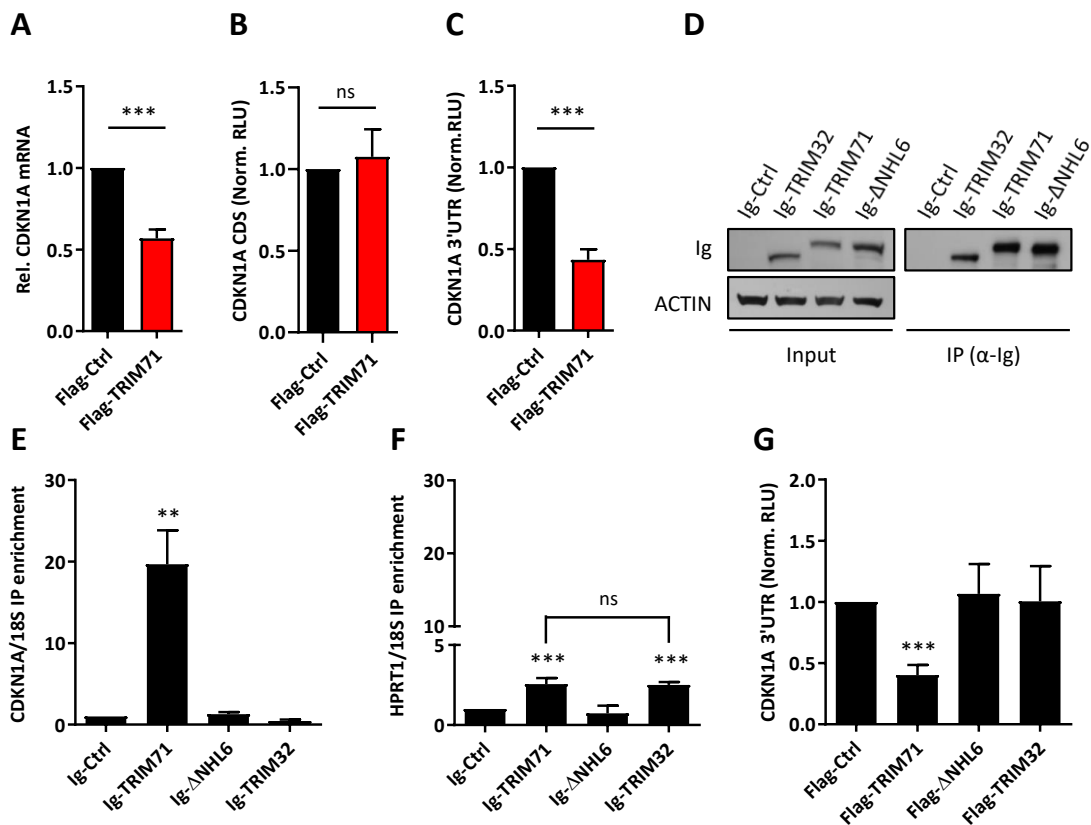 A
Rel. CDKN1A mRNA
1.5
1.0
0.5
0.0
***
Flag-Ctrl
Flag-TRIM71
B
CDKN1A CDS (Norm. RLU)
1.5
1.0
0.5
0.0
ns
Flag-Ctrl
Flag-TRIM71
C
CDKN1A 3'UTR (Norm.RLU)
1.5
1.0
0.5
0.0
***
Flag-Ctrl
Flag-TRIM71
D
Ig-Ctrl
Ig-TRIM32
Ig-TRIM71
Ig-ΔNHL6
Ig-Ctrl
Ig-TRIM32
Ig-TRIM71
Ig-ΔNHL6
Ig
ACTIN
Input
IP (α-Ig)
E
CDKN1A/18S IP enrichment
30
20
10
0
**
Ig-Ctrl
Ig-TRIM71
Ig-ΔNHL6
Ig-TRIM32
F
HPRT1/18S IP enrichment
30
20
10
5
0
ns
***
***
Ig-Ctrl
Ig-TRIM71
Ig-ΔNHL6
Ig-TRIM32
G
CDKN1A 3'UTR (Norm. RLU)
2.0
1.5
1.0
0.5
0.0
***
Flag-Ctrl
Flag-TRIM71
Flag-ΔNHL6
Flag-TRIM32